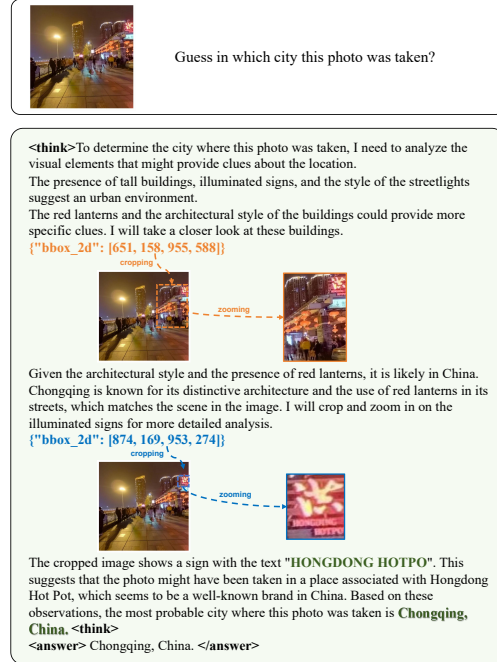 Guess in which city this photo was taken?
<think>To determine the city where this photo was taken, I need to analyze the
visual elements that might provide clues about the location.
The presence of tall buildings, illuminated signs, and the style of the streetlights
suggest an urban environment.
The red lanterns and the architectural style of the buildings could provide more
specific clues. I will take a closer look at these buildings.
{"bbox_2d": [651, 158, 955, 588]}
cropping
zooming
Given the architectural style and the presence of red lanterns, it is likely in China.
Chongqing is known for its distinctive architecture and the use of red lanterns in its
streets, which matches the scene in the image. I will crop and zoom in on the
illuminated signs for more detailed analysis.
{"bbox_2d": [874, 169, 953, 274]}
cropping
zooming
HONGDONG
HOTPO
The cropped image shows a sign with the text "HONGDONG HOTPO". This
suggests that the photo might have been taken in a place associated with Hongdong
Hot Pot, which seems to be a well-known brand in China. Based on these
observations, the most probable city where this photo was taken is Chongqing,
China. <think>
<answer> Chongqing, China. </answer>